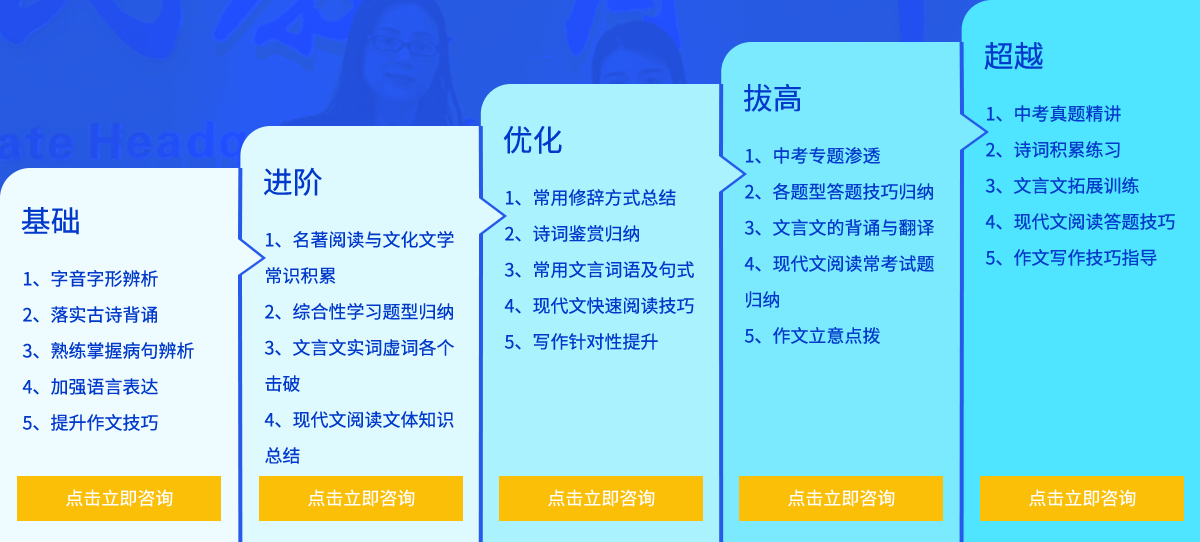 基础
1、字音字形辨析
2、落实古诗背诵
3、熟练掌握病句辨析
4、加强语言表达
5、提升作文技巧
点击立即咨询
进阶
1、名著阅读与文化文学
常识积累
2、综合性学习题型归纳
3、文言文实词虚词各个
击破
4、现代文阅读文体知识
总结
点击立即咨询
优化
1、常用修辞方式总结
2、诗词鉴赏归纳
3、常用文言词语及句式
4、现代文快速阅读技巧
5、写作针对性提升
点击立即咨询
拔高
1、中考专题渗透
2、各题型答题技巧归纳
3、文言文的背诵与翻译
4、现代文阅读常考试题
归纳
5、作文立意点拨
点击立即咨询
超越
1、中考真题精讲
2、诗词积累练习
3、文言文拓展训练
4、现代文阅读答题技巧
5、作文写作技巧指导
点击立即咨询